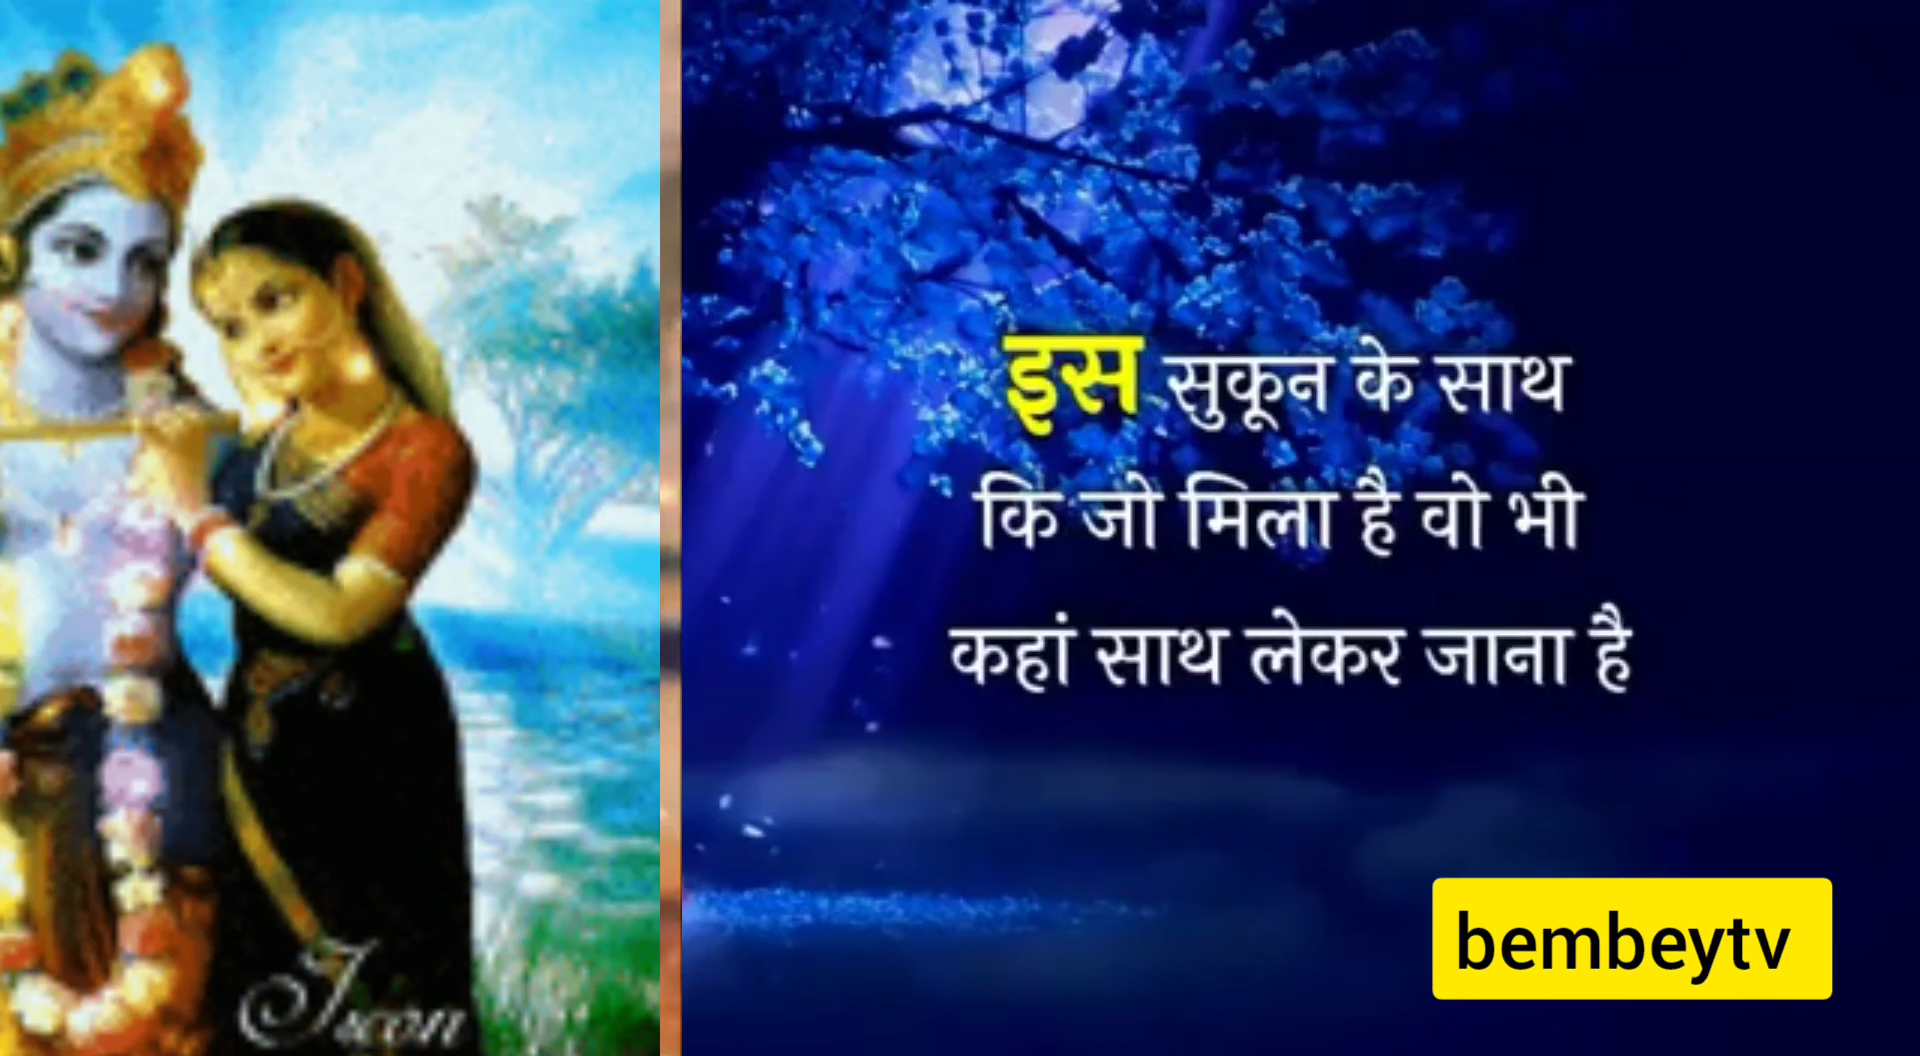 इस सुकून के साथ
कि जो मिला है वो भी
कहां साथ लेकर जाना है
bembeytv